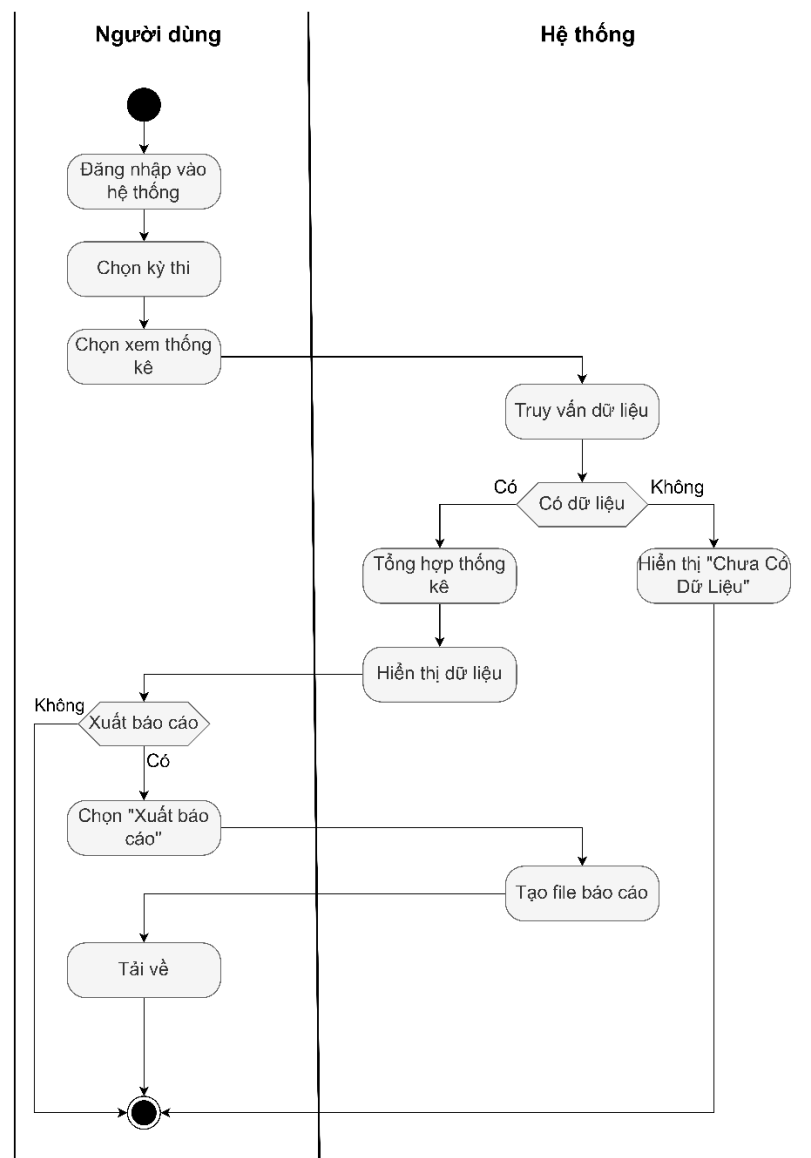 Người dùng
Hệ thống
Đăng nhập vào
hệ thống
Chọn kỳ thi
Chọn xem thống
kê
Truy vấn dữ liệu
Có
Có dữ liệu
Không
Tổng hợp thống
kê
Hiển thị "Chưa Có
Dữ Liệu"
Hiển thị dữ liệu
Không
Xuất báo cáo
Có
Chọn "Xuất báo
cáo"
Tạo file báo cáo
Tải về